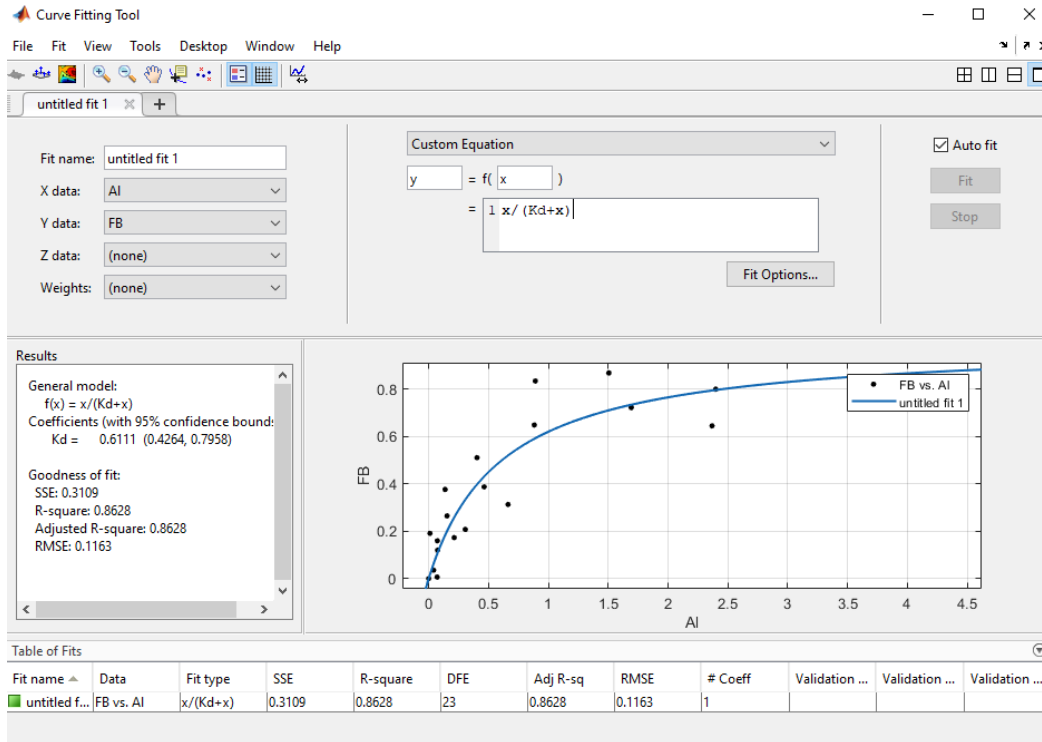 Curve Fitting Tool
File Fit View Tools Desktop Window Help
untitled fit 1
Fit name: untitled fit 1
X data: AI
Y data: FB
Z data: (none)
Weights: (none)
Custom Equation
y = f( x )
= 1 x/(Kd+x)
Fit Options...
Auto fit
Fit
Stop
Results
General model:
f(x) = x/(Kd+x)
Coefficients (with 95% confidence bounds
Kd = 0.6111 (0.4264, 0.7958)
Goodness of fit:
SSE: 0.3109
R-square: 0.8628
Adjusted R-square: 0.8628
RMSE: 0.1163
FB vs. AI
untitled fit 1
0.8
0.6
0.4
0.2
0
FB
0 0.5 1 1.5 2 2.5 3 3.5 4 4.5
AI
Table of Fits
Fit name Data Fit type SSE R-square DFE Adj R-sq RMSE # Coeff Validation ... Validation ... Validation ...
untitled f... FB vs. AI x/(Kd+x) 0.3109 0.8628 23 0.8628 0.1163 1